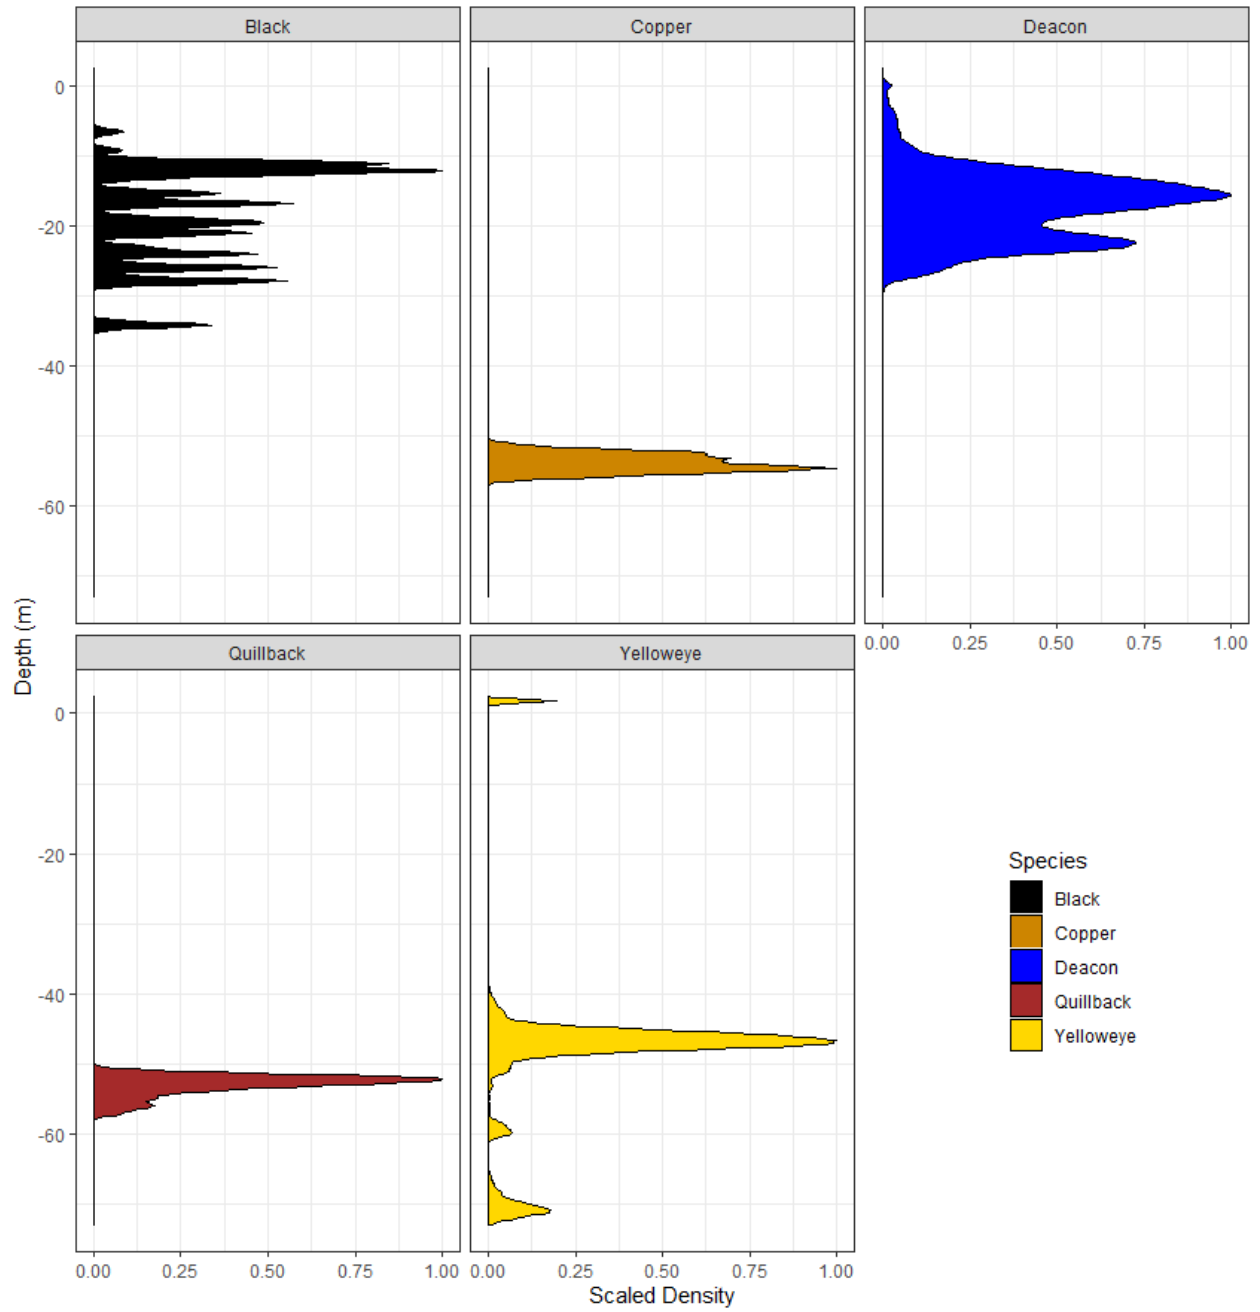 Black
Copper
Deacon
0
-20
-40
-60
0.00 0.25 0.50 0.75 1.00
Depth (m)
Quillback
Yelloweye
0
-20
-40
-60
0.00 0.25 0.50 0.75 1.00
0.00 0.25 0.50 0.75 1.00
Scaled Density
Species
Black
Copper
Deacon
Quillback
Yelloweye